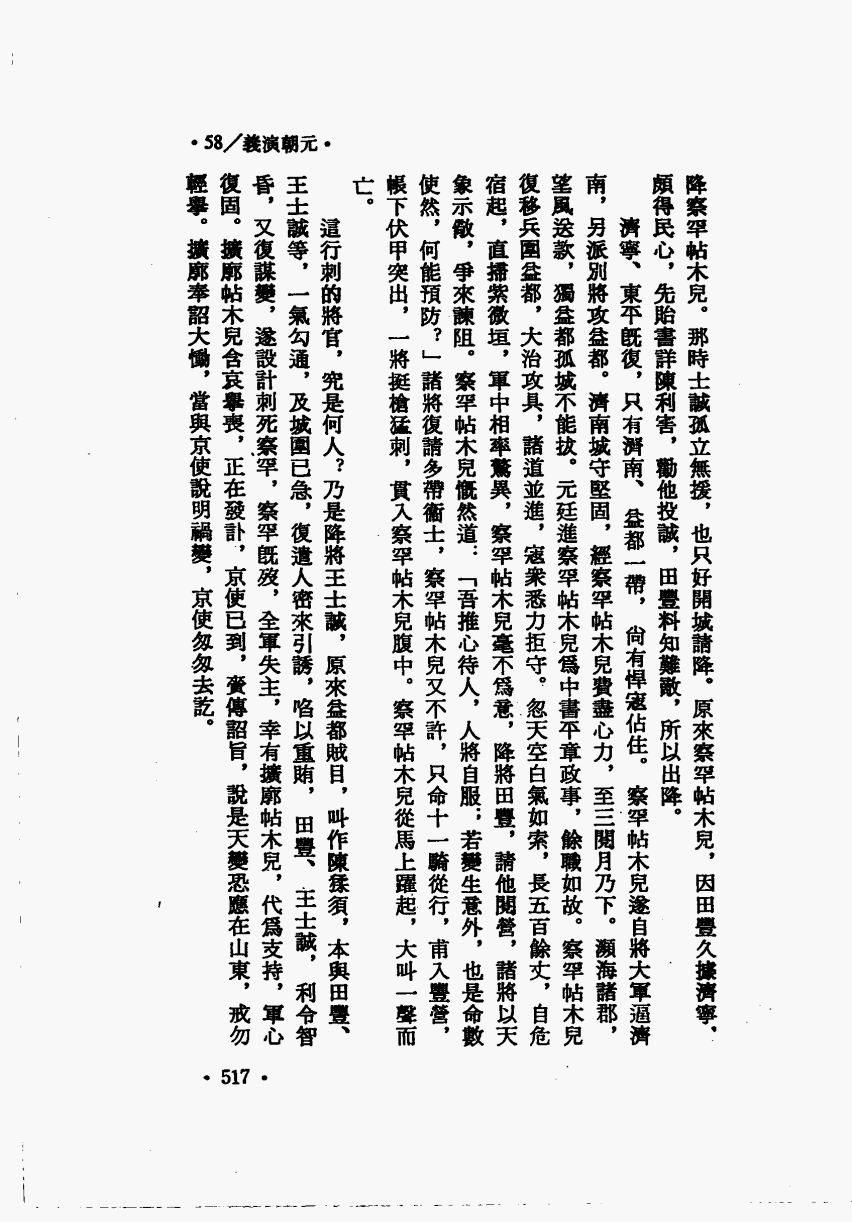 •58/義演朝元•
降察罕帖木兒。那時士誠孤立無援，也只好開城請降。原來察罕帖木兒，因田豐久據濟寧，
頗得民心，先貽書詳陳利害，勸他投誠，田豐料知難敵，所以出降。
濟寧、東平既復，只有濟南、益都一帶，尙有悍寇佔住。察罕帖木兒遂自將大軍逼濟
南，另派別將攻益都。濟南城守堅固，經察罕帖木兒費盡心力，至三閱月乃下。瀕海諸郡，
望風送款，獨益都孤城不能拔。元廷進察罕帖木兒爲中書平章政事，餘職如故。察罕帖木兒
復移兵圍益都，大治攻具，諸道並進，寇衆悉力拒守。忽天空白氣如索，長五百餘丈，自危
宿起，直掃紫微垣，軍中相率驚異，察罕帖木兒毫不爲意，降將田豐，請他閱營，諸將以天
象示儆，爭來諫阻。察罕帖木兒慨然道：「吾推心待人，人將自服；若變生意外，也是命數
使然，何能預防？」諸將復請多帶衞士，察罕帖木兒又不許，只命十一騎從行，甫入豐營，
帳下伏甲突出，一將挺槍猛刺，貫入察罕帖木兒腹中。察罕帖木兒從馬上躍起，大叫一聲而
亡。
這行刺的將官，究是何人？乃是降將王士誠，原來益都賊目，叫作陳猱須，本與田豐、
王士誠等，一氣勾通，及城圍已急，復遣人密來引誘，啗以重賄，田豐、王士誠，利令智
昏，又復謀變，遂設計刺死察罕，察罕既歿，全軍失主，幸有擴廓帖木兒，代爲支持，軍心
復固。擴廓帖木兒含哀舉喪，正在發訃，京使已到，齎傳詔旨，說是天變恐應在山東，戒勿
輕舉。擴廓奉詔大慟，當與京使說明禍變，京使匆匆去訖。
•517•